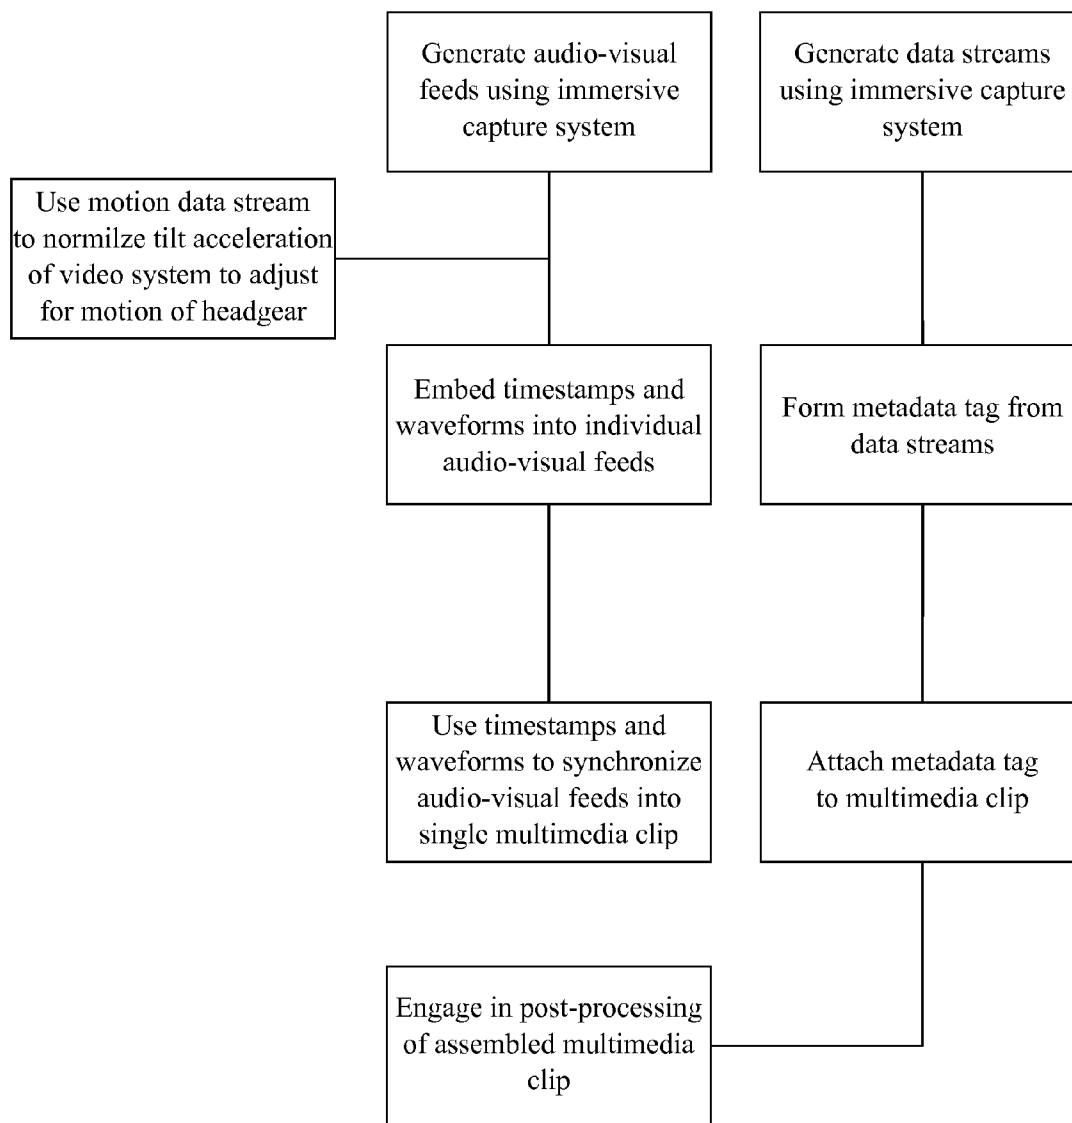 Generate audio-visual
feeds using immersive
capture system
Generate data streams
using immersive capture
system
Use motion data stream
to normilze tilt acceleration
of video system to adjust
for motion of headgear
Embed timestamps and
waveforms into individual
audio-visual feeds
Form metadata tag from
data streams
Use timestamps and
waveforms to synchronize
audio-visual feeds into
single multimedia clip
Attach metadata tag
to multimedia clip
Engage in post-processing
of assembled multimedia
clip